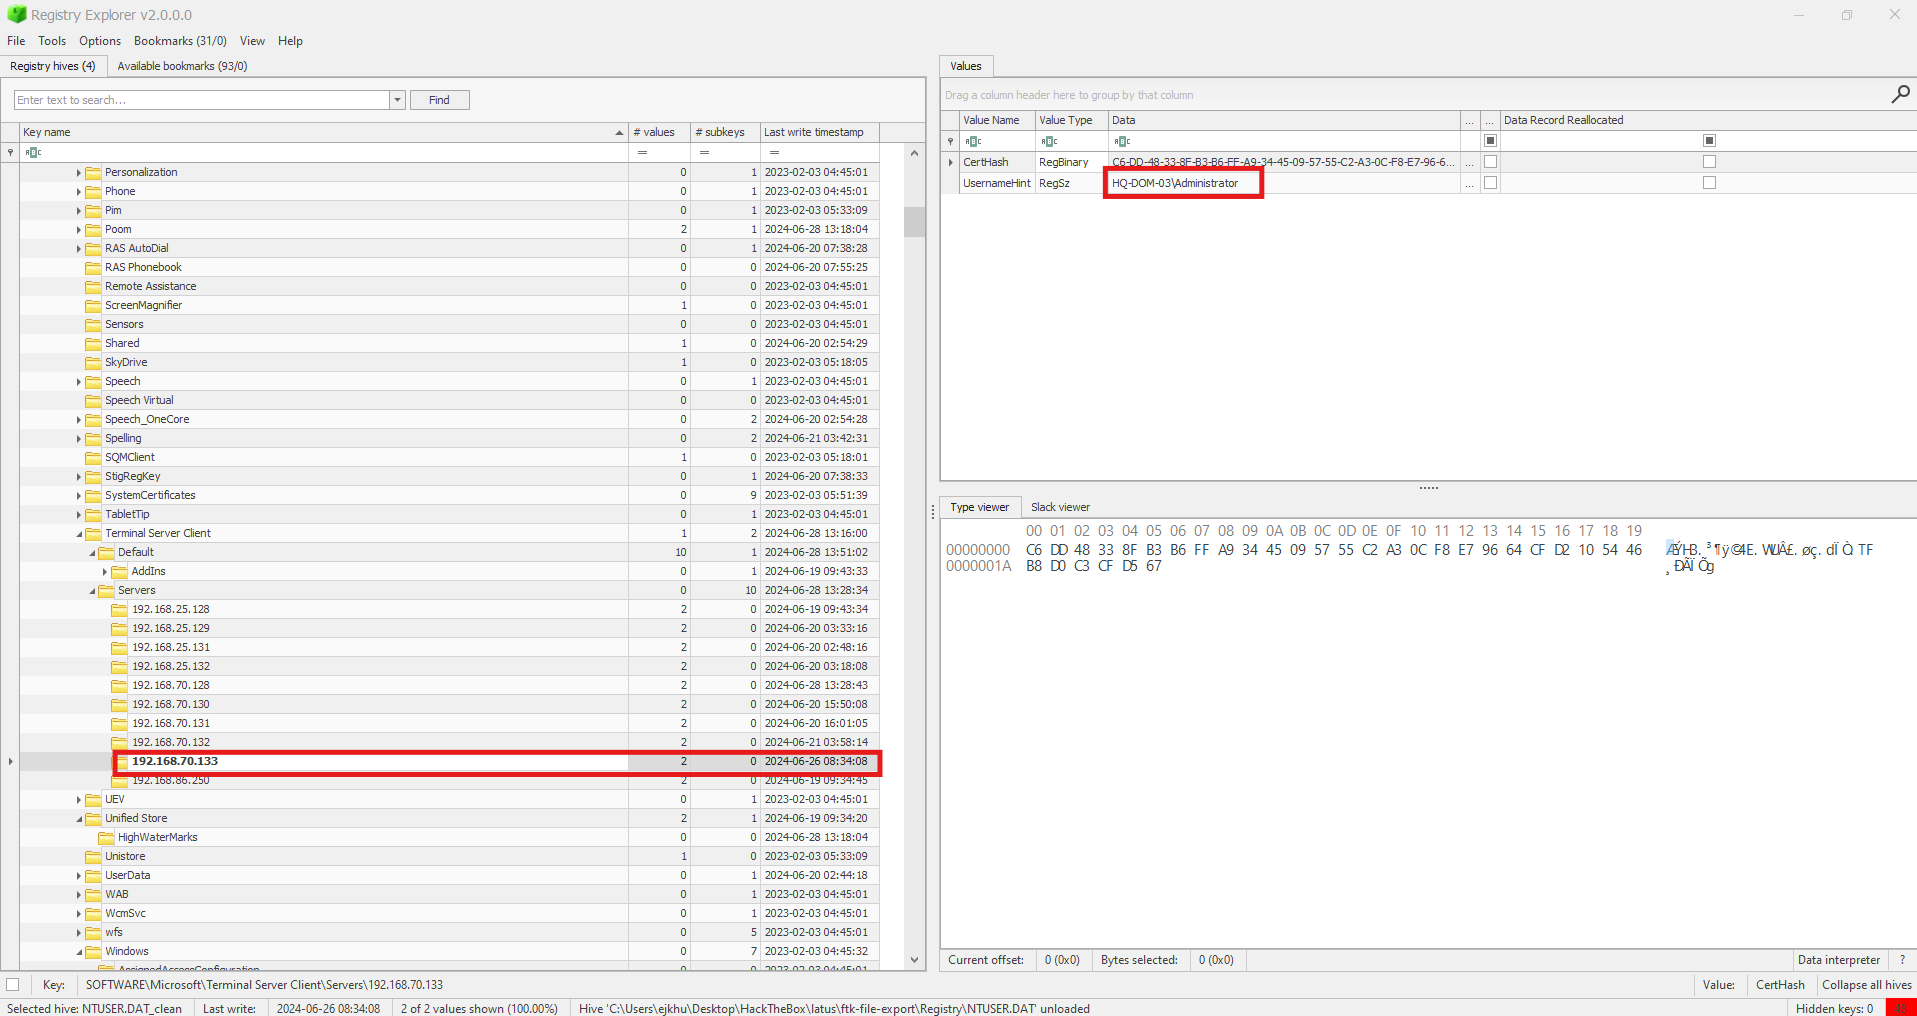 Registry Explorer v2.0.0.0
File Tools Options Bookmarks (31/0) View Help
Registry hives (4) Available bookmarks (93/0)
Enter text to search... Find
Key name # values # subkeys Last write timestamp
= = =
Personalization 0 1 2023-02-03 04:45:01
Phone 0 1 2023-02-03 04:45:01
Pim 0 1 2023-02-03 05:33:09
Poom 2 1 2024-06-28 13:18:04
RAS AutoDial 0 1 2024-06-20 07:38:28
RAS Phonebook 0 0 2024-06-20 07:55:25
Remote Assistance 0 0 2023-02-03 04:45:01
ScreenMagnifier 1 0 2023-02-03 04:45:01
Sensors 0 0 2023-02-03 04:45:01
Shared 1 0 2024-06-20 02:54:29
SkyDrive 1 0 2023-02-03 05:18:05
Speech 0 1 2023-02-03 04:45:01
Speech Virtual 0 0 2023-02-03 04:45:01
Speech_OneCore 0 2 2024-06-20 02:54:28
Spelling 0 2 2024-06-21 03:42:31
SQMClient 1 0 2023-02-03 05:18:01
StigRegKey 0 1 2024-06-20 07:38:33
SystemCertificates 0 9 2023-02-03 05:51:39
TabletTip 0 1 2023-02-03 04:45:01
Terminal Server Client 1 2 2024-06-28 13:16:00
Default 10 1 2024-06-28 13:51:02
AddIns 0 1 2024-06-19 09:43:33
Servers 0 10 2024-06-28 13:28:34
192.168.25.128 2 0 2024-06-19 09:43:34
192.168.25.129 2 0 2024-06-20 03:33:16
192.168.25.131 2 0 2024-06-20 02:48:16
192.168.25.132 2 0 2024-06-20 03:18:08
192.168.70.128 2 0 2024-06-28 13:28:43
192.168.70.130 2 0 2024-06-20 15:50:08
192.168.70.131 2 0 2024-06-20 16:01:05
192.168.70.132 2 0 2024-06-21 03:58:14
192.168.70.133 2 0 2024-06-26 08:34:08
192.168.86.250 2 0 2024-06-19 09:34:45
UEV 0 1 2023-02-03 04:45:01
Unified Store 2 1 2024-06-19 09:34:20
HighWaterMarks 0 0 2024-06-28 13:18:04
Unistore 1 0 2023-02-03 05:33:09
UserData 0 1 2024-06-20 02:44:18
WAB 0 1 2023-02-03 04:45:01
WcmSvc 0 1 2023-02-03 04:45:01
wfs 0 5 2023-02-03 04:45:01
Windows 0 7 2023-02-03 04:45:32
AssignedAccessConfiguration 0 0 2023-02-03 04:45:01
Values
Drag a column header here to group by that column
Value Name Value Type Data ... ... Data Record Reallocated
CertHash RegBinary C6-DD-48-33-8F-B3-B6-FF-A9-34-45-09-57-55-C2-A3-0C-F8-E7-96-6... ...
UsernameHint RegSz HQ-DOM-03\Administrator ...
Type viewer Slack viewer
00 01 02 03 04 05 06 07 08 09 0A 0B 0C 0D 0E 0F 10 11 12 13 14 15 16 17 18 19
00000000 C6 DD 48 33 8F B3 B6 FF A9 34 45 09 57 55 C2 A3 0C F8 E7 96 64 CF D2 10 54 46 ÆÝH3.³¶ÿ©4E. WUÂ£. øç. dÏ Ò TF
0000001A B8 D0 C3 CF D5 67 ¸ ÐÃÏ Õg
Current offset: 0 (0x0) Bytes selected: 0 (0x0) Data interpreter ?
Key: SOFTWARE\Microsoft\Terminal Server Client\Servers\192.168.70.133 Value: CertHash Collapse all hives
Selected hive: NTUSER.DAT_clean Last write: 2024-06-26 08:34:08 2 of 2 values shown (100.00%) Hive 'C:\Users\ejkhu\Desktop\HackTheBox\latus\ftk-file-export\Registry\NTUSER.DAT' unloaded Hidden keys: 0 48